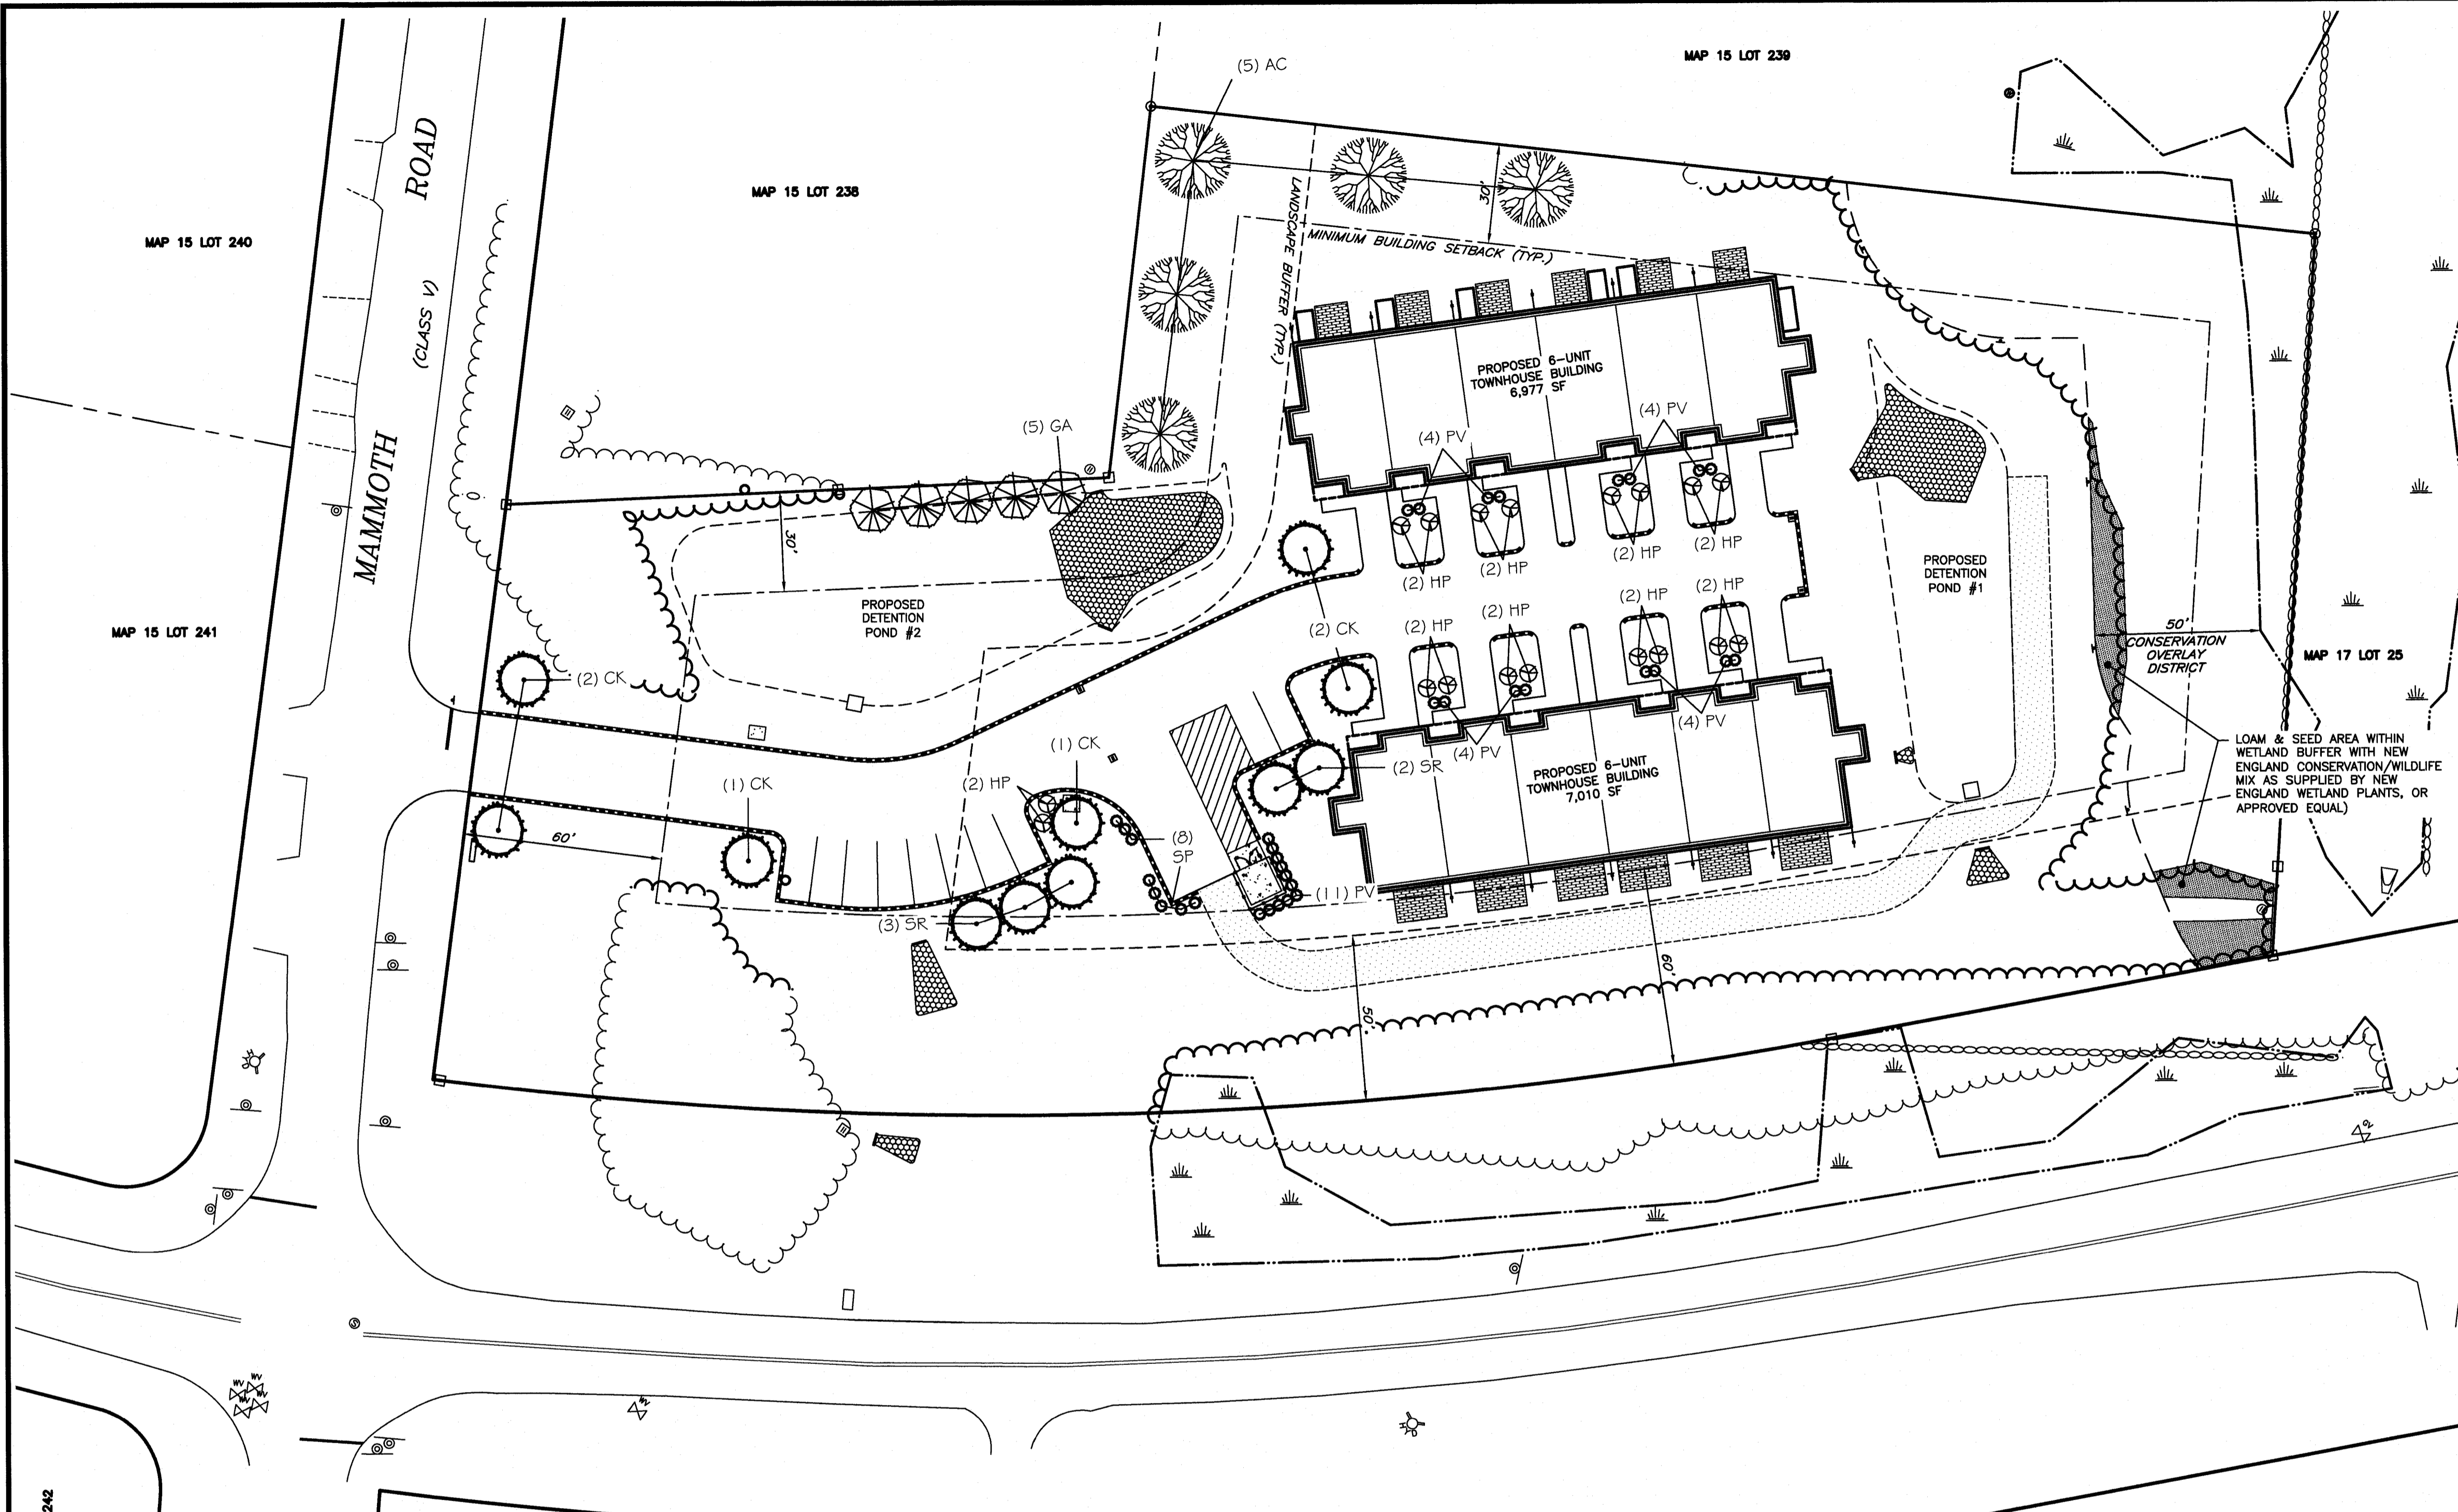 MAP 15 LOT 239
(5) AC
ROAD
MAP 15 LOT 238
MAP 15 LOT 240
30'
LANDSCAPE BUFFER (TYP.)
MINIMUM BUILDING SETBACK (TYP.)
(CLASS V)
PROPOSED 6-UNIT
TOWNHOUSE BUILDING
6,977 SF
(4) PV
(4) PV
(5) GA
MAMMOTH
30'
(2) HP
(2) HP
(2) HP
(2) HP
PROPOSED
DETENTION
POND #1
PROPOSED
DETENTION
POND #2
MAP 15 LOT 241
(2) CK
(2) HP
(2) HP
(2) HP
(2) HP
50'
CONSERVATION
OVERLAY
DISTRICT
MAP 17 LOT 25
(2) CK
(4) PV
(4) PV
(1) CK
(2) SR
PROPOSED 6-UNIT
TOWNHOUSE BUILDING
7,010 SF
LOAM & SEED AREA WITHIN
WETLAND BUFFER WITH NEW
ENGLAND CONSERVATION/WILDLIFE
MIX AS SUPPLIED BY NEW
ENGLAND WETLAND PLANTS, OR
APPROVED EQUAL)
(1) CK
(2) HP
60'
(8)
SP
(11) PV
(3) SR
60'
50'
S
WV
WV
WV
WV
242